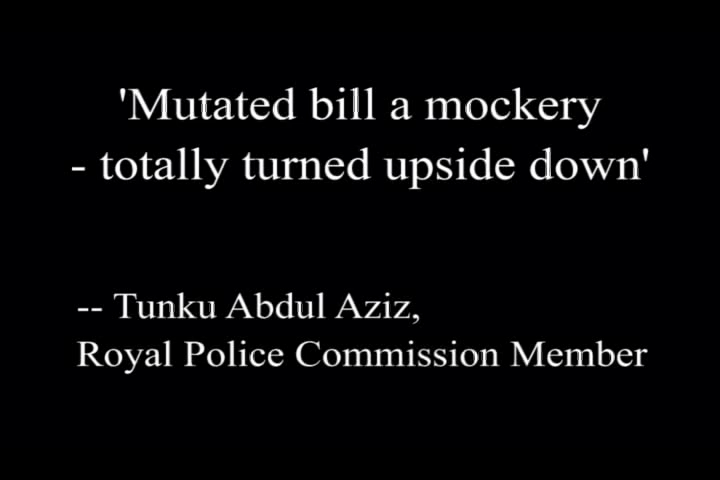 'Mutated bill a mockery
- totally turned upside down'
-- Tunku Abdul Aziz,
Royal Police Commission Member